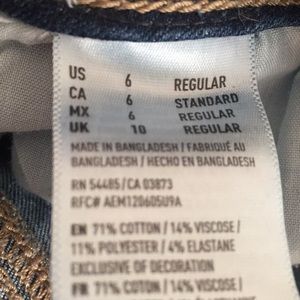 US 6 REGULAR
CA 6 STANDARD
MX 6 REGULAR
UK 10 REGULAR
MADE IN BANGLADESH / FABRIQUÉ AU
BANGLADESH / HECHO EN BANGLADESH
RN 54485/CA 03873
RFC# AEM120605U9A
EN 71% COTTON / 14% VISCOSE /
11% POLYESTER / 4% ELASTANE
EXCLUSIVE OF DECORATION
FR 71% COTON / 14% VISCOSE /